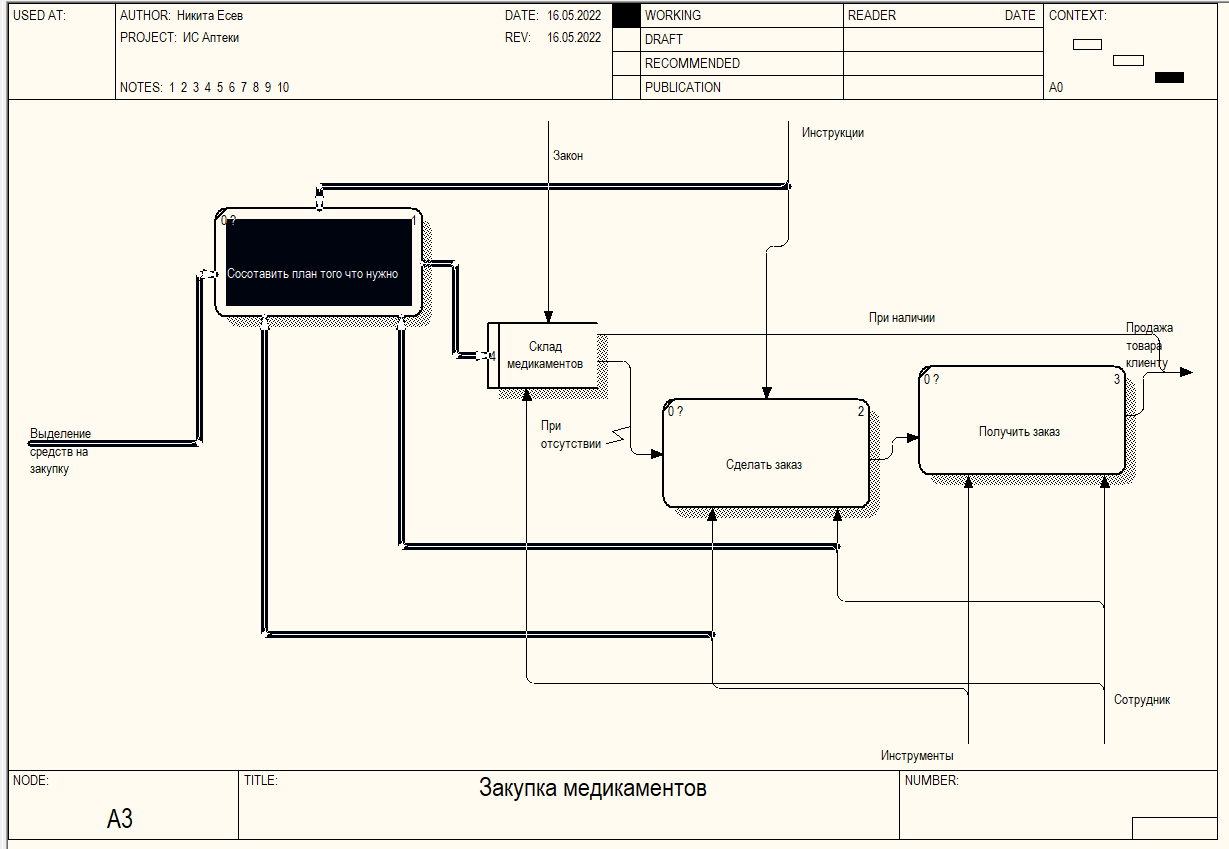 USED AT:
AUTHOR: Никита Есев
DATE: 16.05.2022
PROJECT: ИС Аптеки
REV: 16.05.2022
NOTES: 1 2 3 4 5 6 7 8 9 10
WORKING
DRAFT
RECOMMENDED
PUBLICATION
READER
DATE
CONTEXT:
A0
Инструкции
Закон
0 ?
1
Сосотавить план того что нужно
При наличии
Продажа
товара
клиенту
4
Склад
медикаментов
0 ?
3
Получить заказ
0 ?
2
Сделать заказ
При
отсутствии
Выделение
средств на
закупку
Сотрудник
Инструменты
NODE:
A3
TITLE:
Закупка медикаментов
NUMBER: